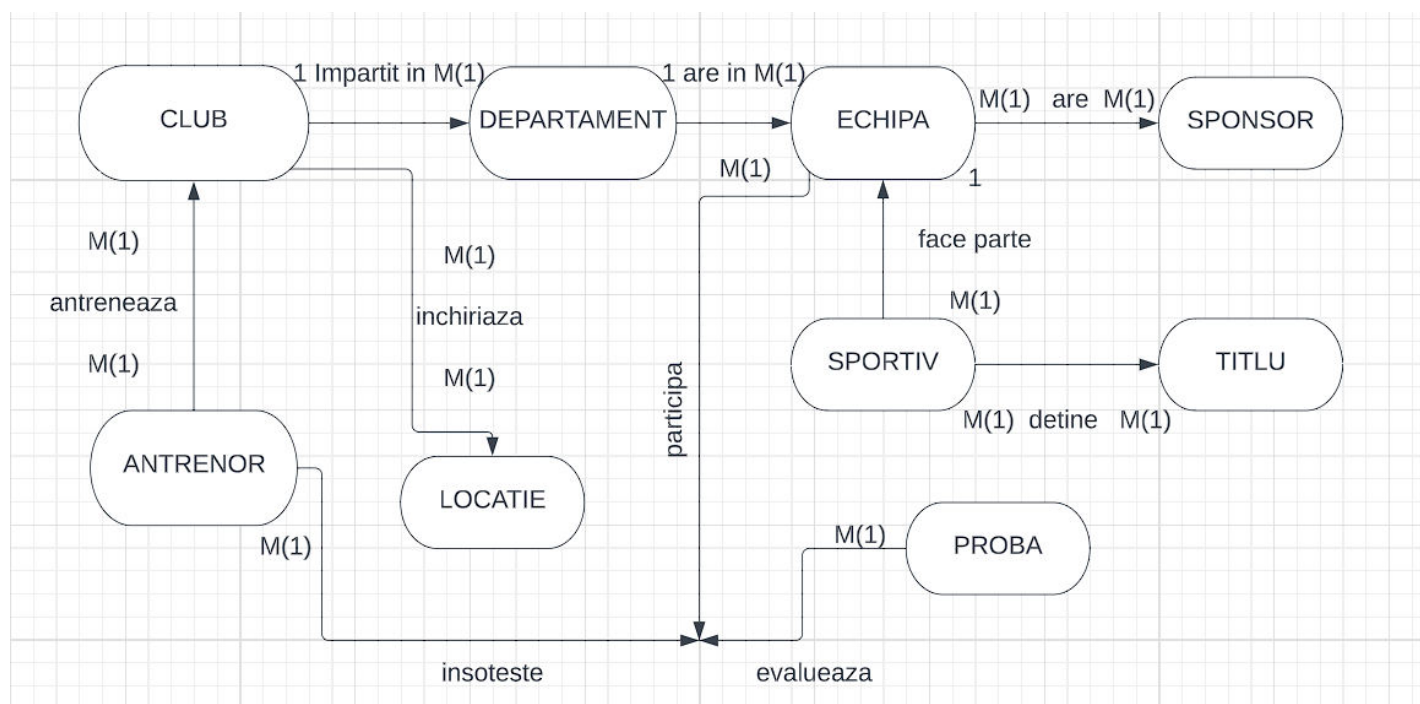 1 Impartit in M(1)
1 are in M(1)
M(1) are M(1)
CLUB
DEPARTAMENT
ECHIPA
SPONSOR
M(1)
1
M(1)
face parte
M(1)
antreneaza
inchiriaza
M(1)
M(1)
M(1)
SPORTIV
TITLU
participa
M(1) detine M(1)
ANTRENOR
LOCATIE
M(1)
M(1)
PROBA
insoteste
evalueaza